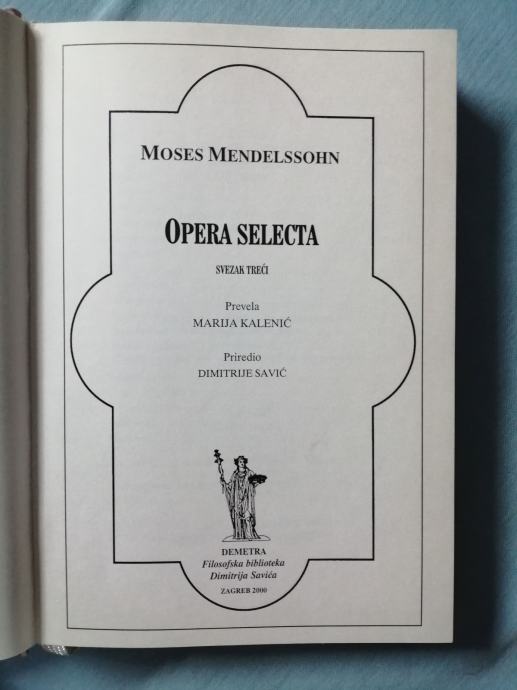 MOSES MENDELSSOHN
OPERA SELECTA
SVEZAK TREĆI
Prevela
MARIJA KALENIĆ
Priredio
DIMITRIJE SAVIĆ
DEMETRA
Filosofska biblioteka
Dimitrija Savića
ZAGREB 2000